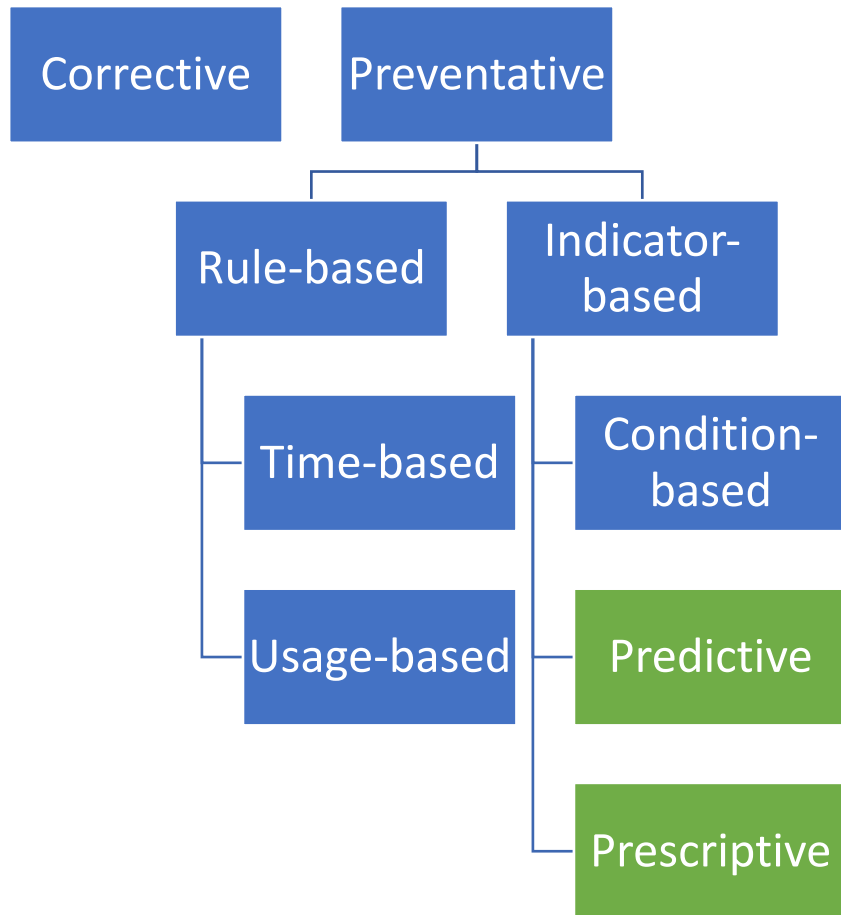 Corrective
Preventative
Rule-based
Indicator-
based
Time-based
Condition-
based
Usage-based
Predictive
Prescriptive